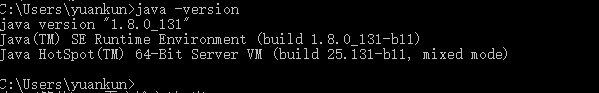 C:\Users\yuankun>java -version
java version "1.8.0_131"
Java(TM) SE Runtime Environment (build 1.8.0_131-b11)
Java HotSpot(TM) 64-Bit Server VM (build 25.131-b11, mixed mode)
C:\Users\yuankun>